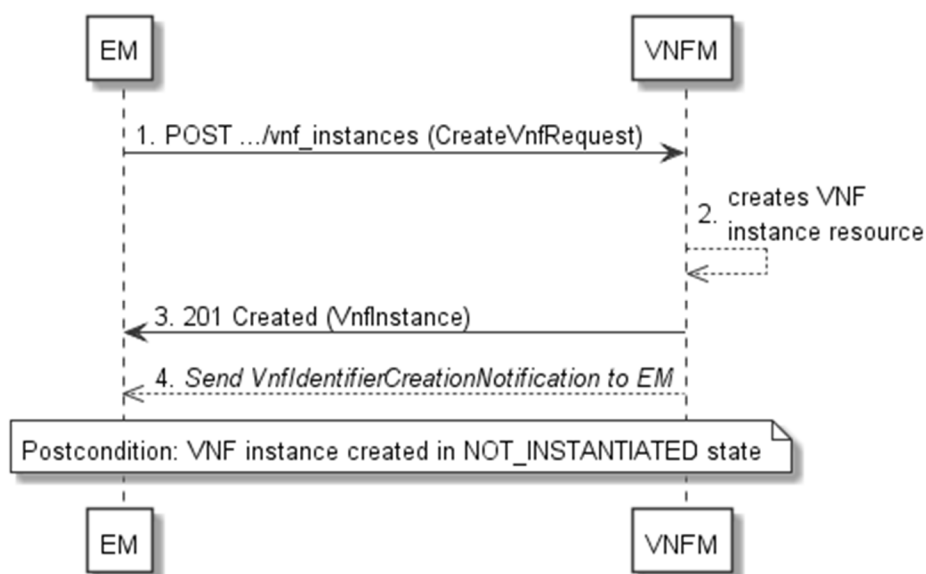 EM
VNFM
1. POST .../vnf_instances (CreateVnfRequest)
2. creates VNF
instance resource
3. 201 Created (VnfInstance)
4. Send VnfIdentifierCreationNotification to EM
Postcondition: VNF instance created in NOT_INSTANTIATED state
EM
VNFM